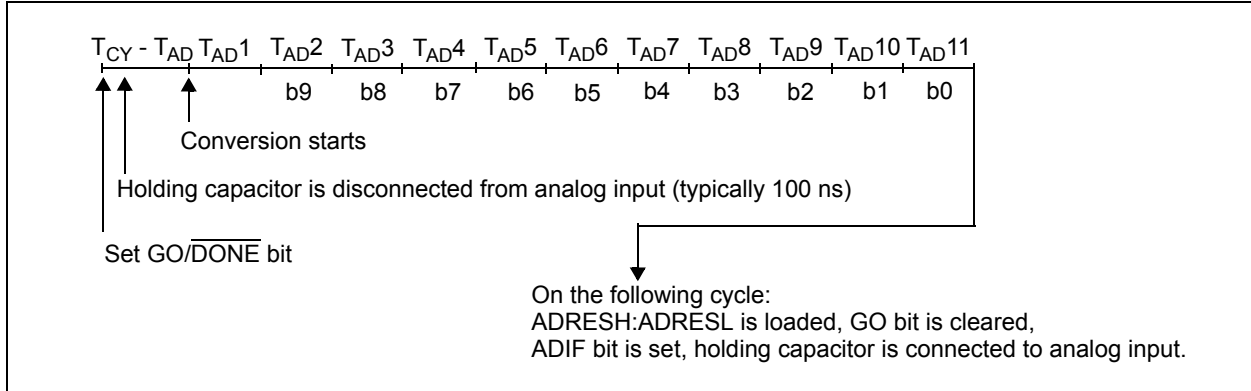 TCY - TAD TAD1 TAD2 TAD3 TAD4 TAD5 TAD6 TAD7 TAD8 TAD9 TAD10 TAD11
b9 b8 b7 b6 b5 b4 b3 b2 b1 b0
Conversion starts
Holding capacitor is disconnected from analog input (typically 100 ns)
Set GO/DONE bit
On the following cycle:
ADRESH:ADRESL is loaded, GO bit is cleared,
ADIF bit is set, holding capacitor is connected to analog input.